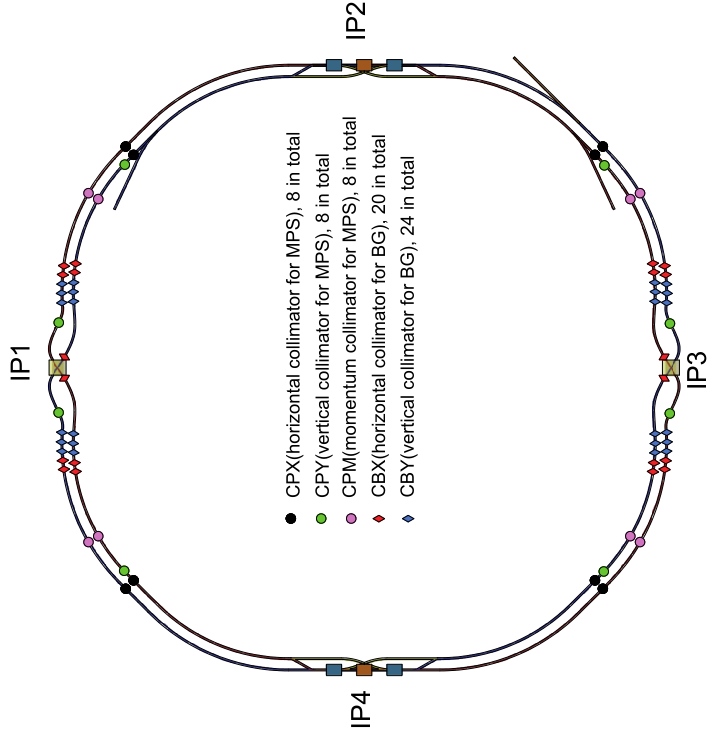 IP2
IP1
CPX(horizontal collimator for MPS), 8 in total
CPY(vertical collimator for MPS), 8 in total
CPM(momentum collimator for MPS), 8 in total
CBX(horizontal collimator for BG), 20 in total
CBY(vertical collimator for BG), 24 in total
IP3
IP4